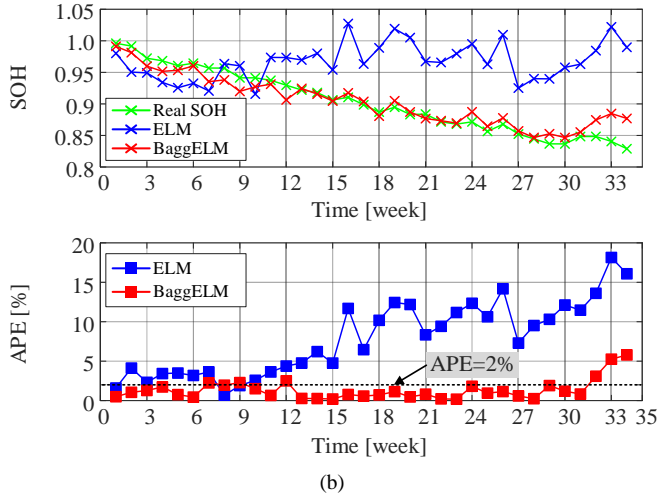 1.05
1
0.95
0.9
0.85
0.8
SOH
Real SOH
ELM
BaggELM
0 3 6 9 12 15 18 21 24 27 30 33
Time [week]
20
15
10
5
0
APE [%]
ELM
BaggELM
APE=2%
0 3 6 9 12 15 18 21 24 27 30 33 35
Time [week]
(b)